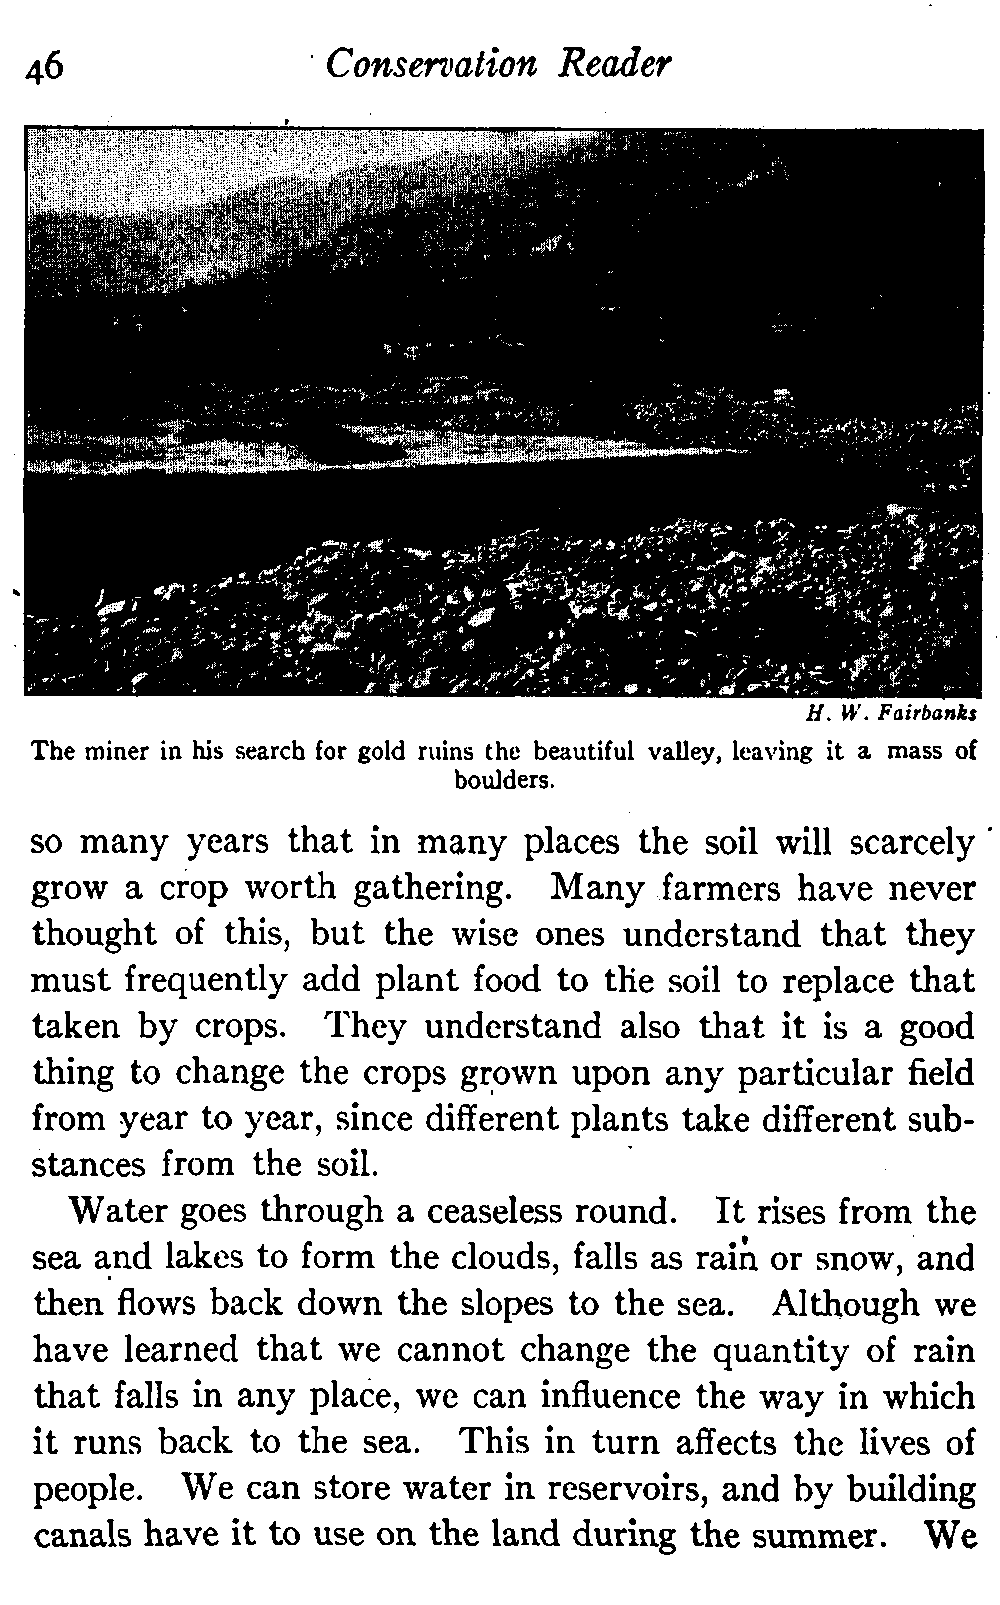 46
Conservation Reader
H. W. Fairbanks
The miner in his search for gold ruins the beautiful valley, leaving it a mass of
boulders.
so many years that in many places the soil will scarcely
grow a crop worth gathering. Many farmers have never
thought of this, but the wise ones understand that they
must frequently add plant food to the soil to replace that
taken by crops. They understand also that it is a good
thing to change the crops grown upon any particular field
from year to year, since different plants take different sub-
stances from the soil.
Water goes through a ceaseless round. It rises from the
sea and lakes to form the clouds, falls as rain or snow, and
then flows back down the slopes to the sea. Although we
have learned that we cannot change the quantity of rain
that falls in any place, we can influence the way in which
it runs back to the sea. This in turn affects the lives of
people. We can store water in reservoirs, and by building
canals have it to use on the land during the summer. We